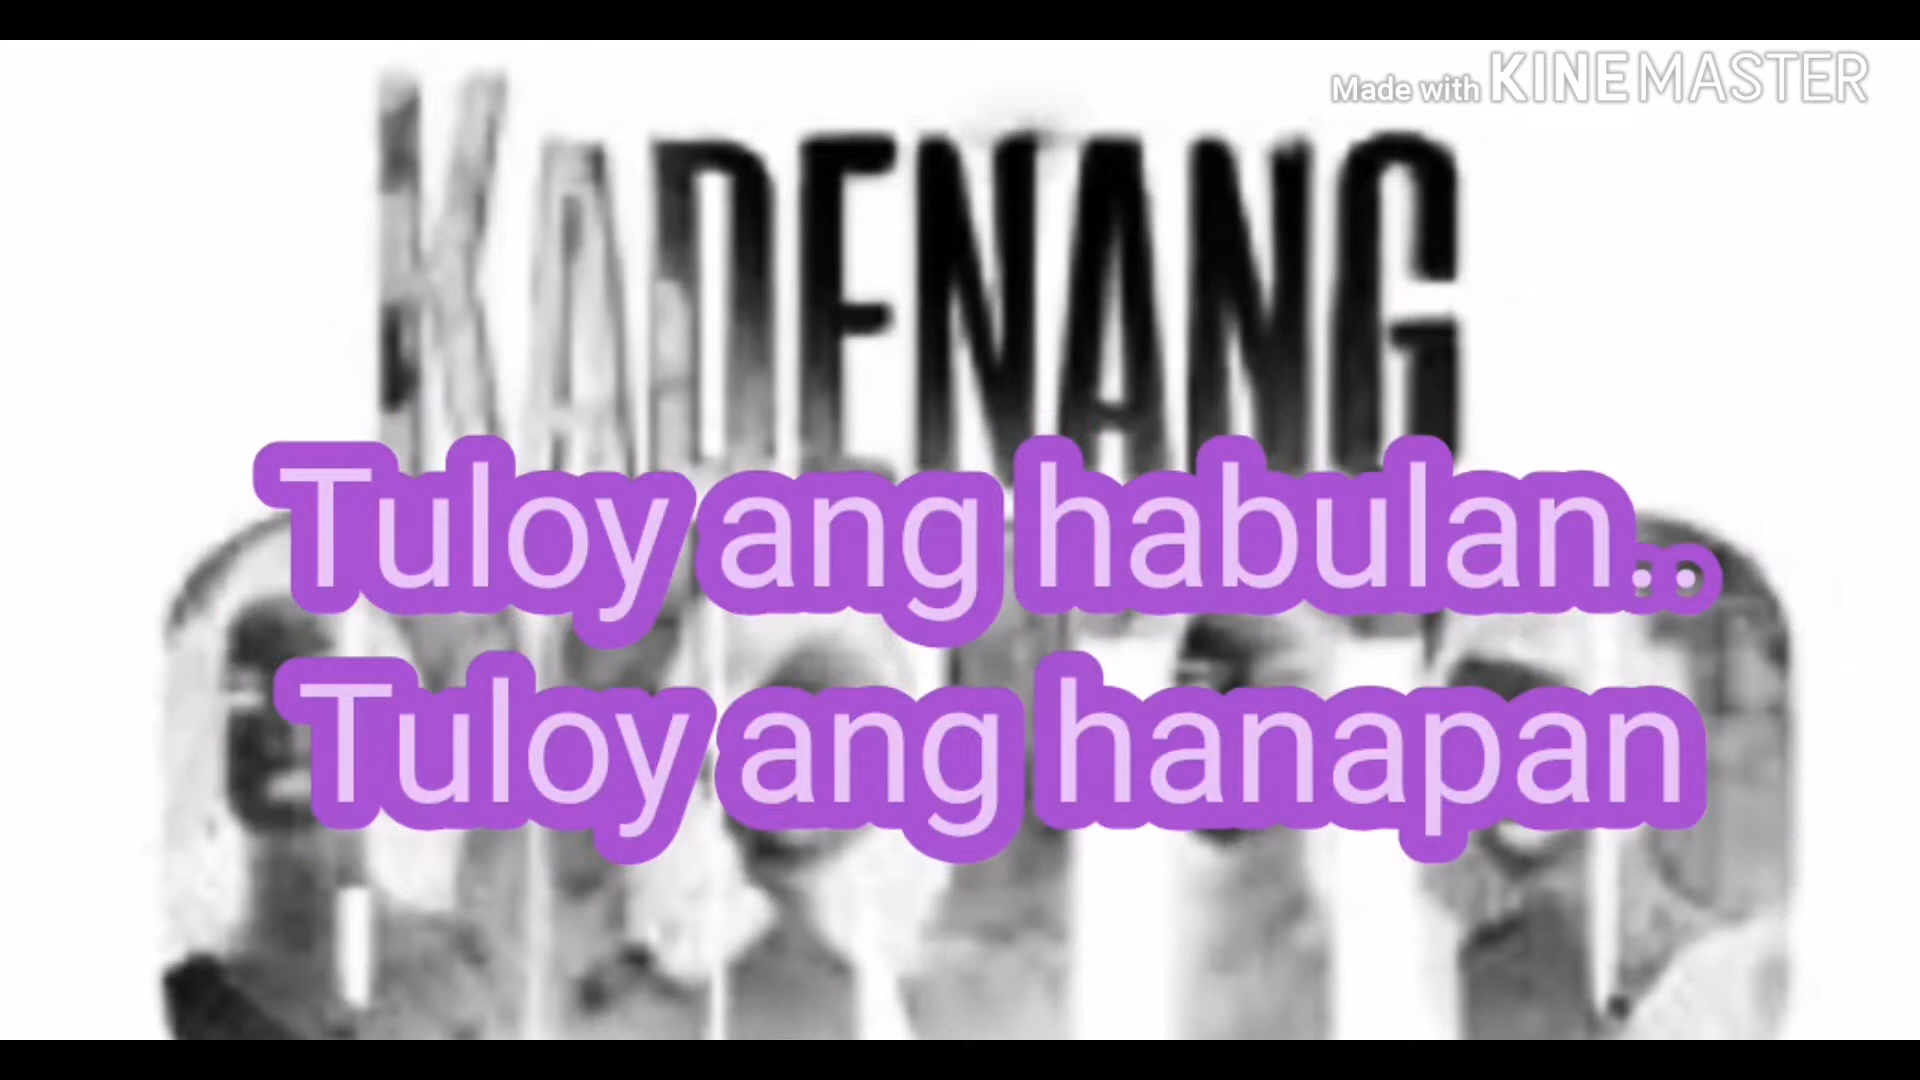 Made with KINEMASTER
KADENANG
Tuloy ang habulan..
Tuloy ang hanapan